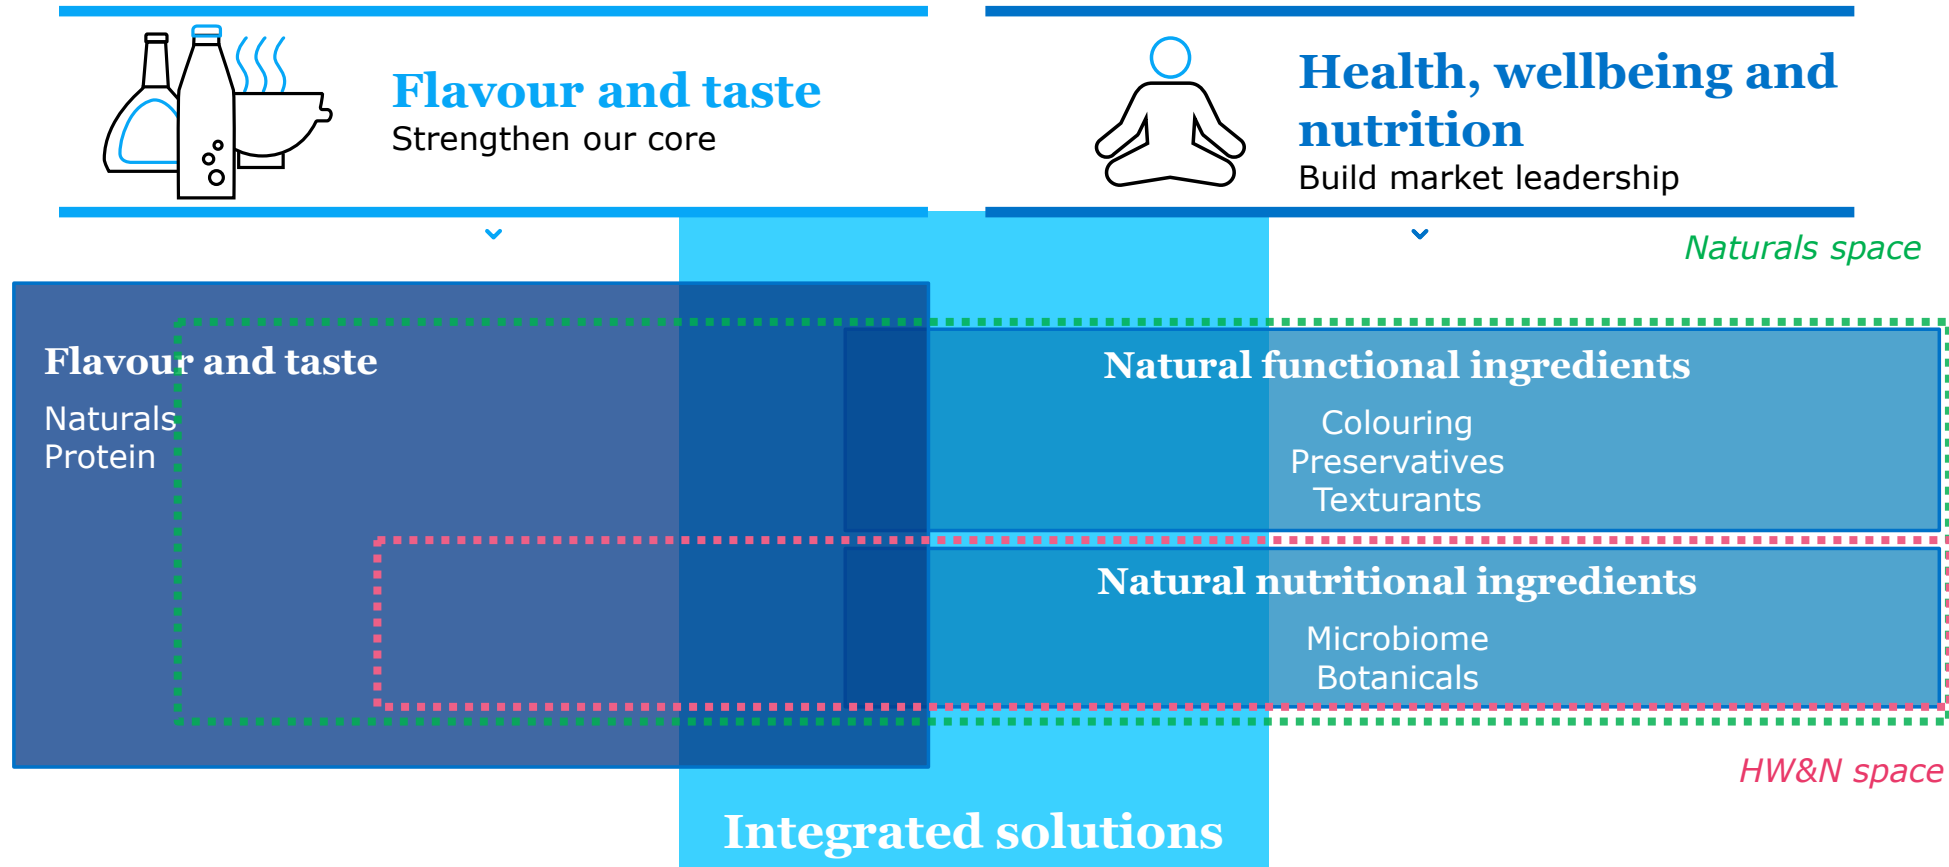 Flavour and taste
Strengthen our core
Health, wellbeing and
nutrition
Build market leadership
Naturals space
Flavour and taste
Naturals
Protein
Natural functional ingredients
Colouring
Preservatives
Texturants
Natural nutritional ingredients
Microbiome
Botanicals
HW&N space
Integrated solutions